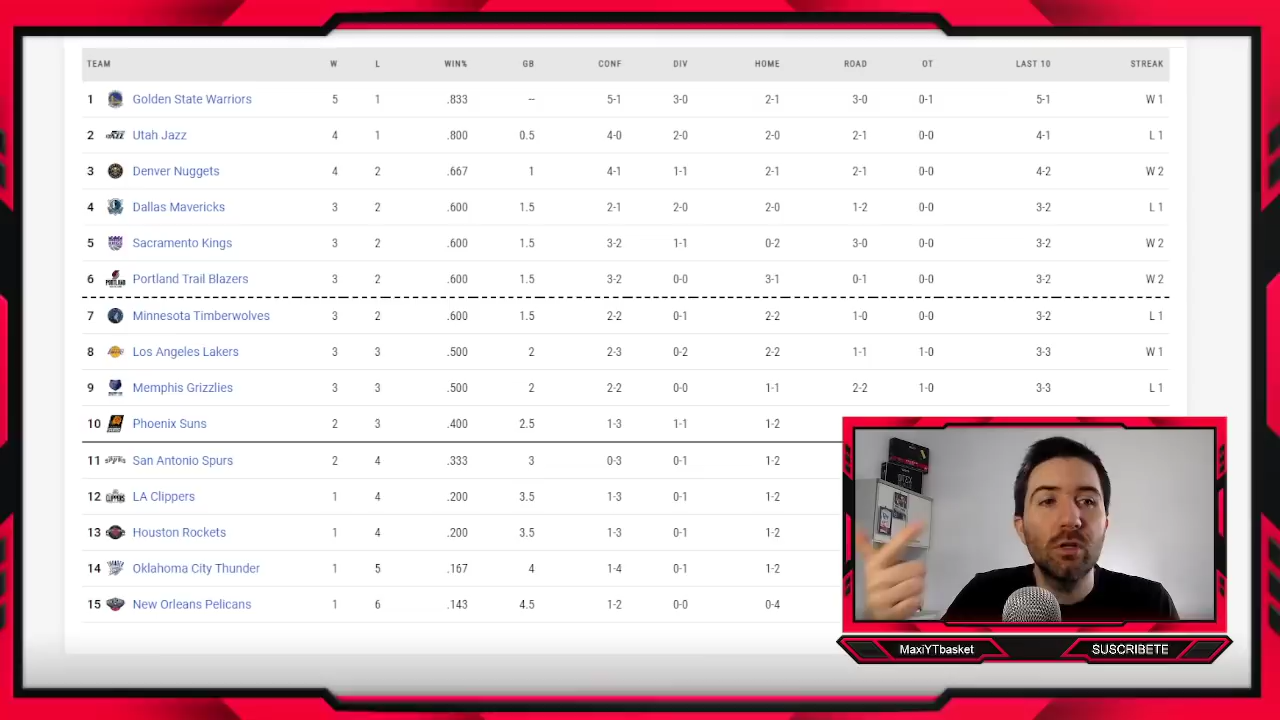 TEAM W L WIN% GB CONF DIV HOME ROAD OT LAST 10 STREAK
1 Golden State Warriors 5 1 .833 -- 5-1 3-0 2-1 3-0 0-1 5-1 W 1
2 Utah Jazz 4 1 .800 0.5 4-0 2-0 2-0 2-1 0-0 4-1 L 1
3 Denver Nuggets 4 2 .667 1 4-1 1-1 2-1 2-1 0-0 4-2 W 2
4 Dallas Mavericks 3 2 .600 1.5 2-1 2-0 2-0 1-2 0-0 3-2 L 1
5 Sacramento Kings 3 2 .600 1.5 3-2 1-1 0-2 3-0 0-0 3-2 W 2
6 Portland Trail Blazers 3 2 .600 1.5 3-2 0-0 3-1 0-1 0-0 3-2 W 2
7 Minnesota Timberwolves 3 2 .600 1.5 2-2 0-1 2-2 1-0 0-0 3-2 L 1
8 Los Angeles Lakers 3 3 .500 2 2-3 0-2 2-2 1-1 1-0 3-3 W 1
9 Memphis Grizzlies 3 3 .500 2 2-2 0-0 1-1 2-2 1-0 3-3 L 1
10 Phoenix Suns 2 3 .400 2.5 1-3 1-1 1-2
11 San Antonio Spurs 2 4 .333 3 0-3 0-1 1-2
12 LA Clippers 1 4 .200 3.5 1-3 0-1 1-2
13 Houston Rockets 1 4 .200 3.5 1-3 0-1 1-2
14 Oklahoma City Thunder 1 5 .167 4 1-4 0-1 1-2
15 New Orleans Pelicans 1 6 .143 4.5 1-2 0-0 0-4
MaxiYTbasket SUSCRIBETE